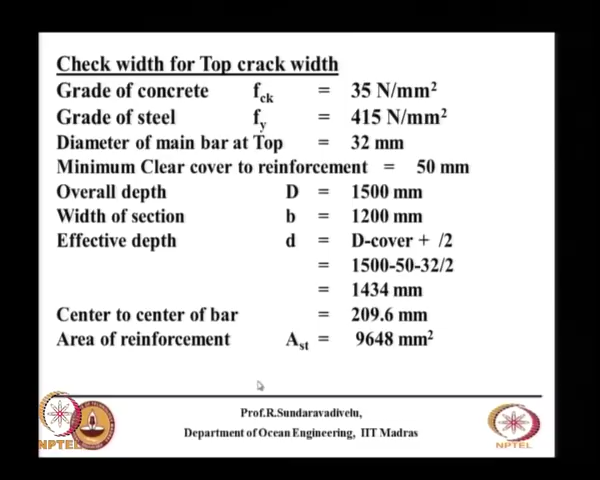 Check width for Top crack width
Grade of concrete f_ck = 35 N/mm²
Grade of steel f_y = 415 N/mm²
Diameter of main bar at Top = 32 mm
Minimum Clear cover to reinforcement = 50 mm
Overall depth D = 1500 mm
Width of section b = 1200 mm
Effective depth d = D-cover + /2
= 1500-50-32/2
= 1434 mm
Center to center of bar = 209.6 mm
Area of reinforcement A_st = 9648 mm²
Prof.R.Sundaravadivelu,
Department of Ocean Engineering, IIT Madras
NPTEL
NPTEL